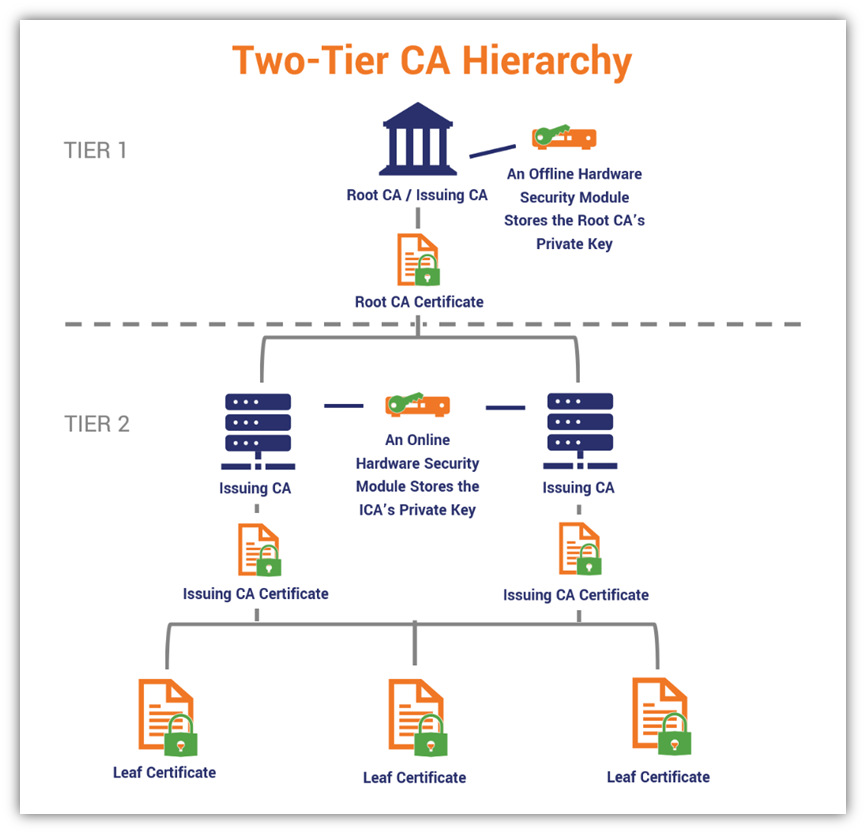 Two-Tier CA Hierarchy
TIER 1
Root CA / Issuing CA
An Offline Hardware
Security Module
Stores the Root CA's
Private Key
Root CA Certificate
TIER 2
Issuing CA
An Online
Hardware Security
Module Stores the
ICA's Private Key
Issuing CA
Issuing CA Certificate
Issuing CA Certificate
Leaf Certificate
Leaf Certificate
Leaf Certificate